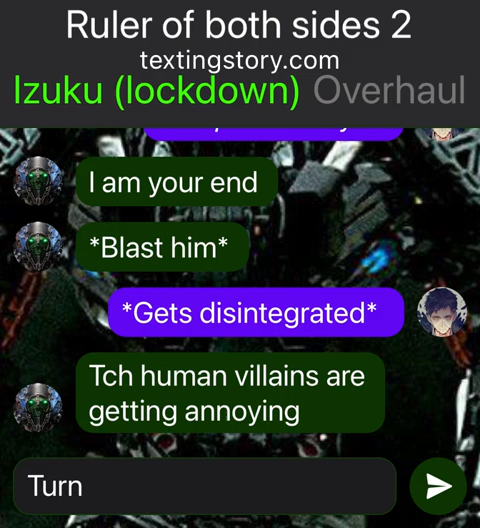 Ruler of both sides 2
textingstory.com
Izuku (lockdown) Overhaul
I am your end
*Blast him*
*Gets disintegrated*
Tch human villains are
getting annoying
Turn